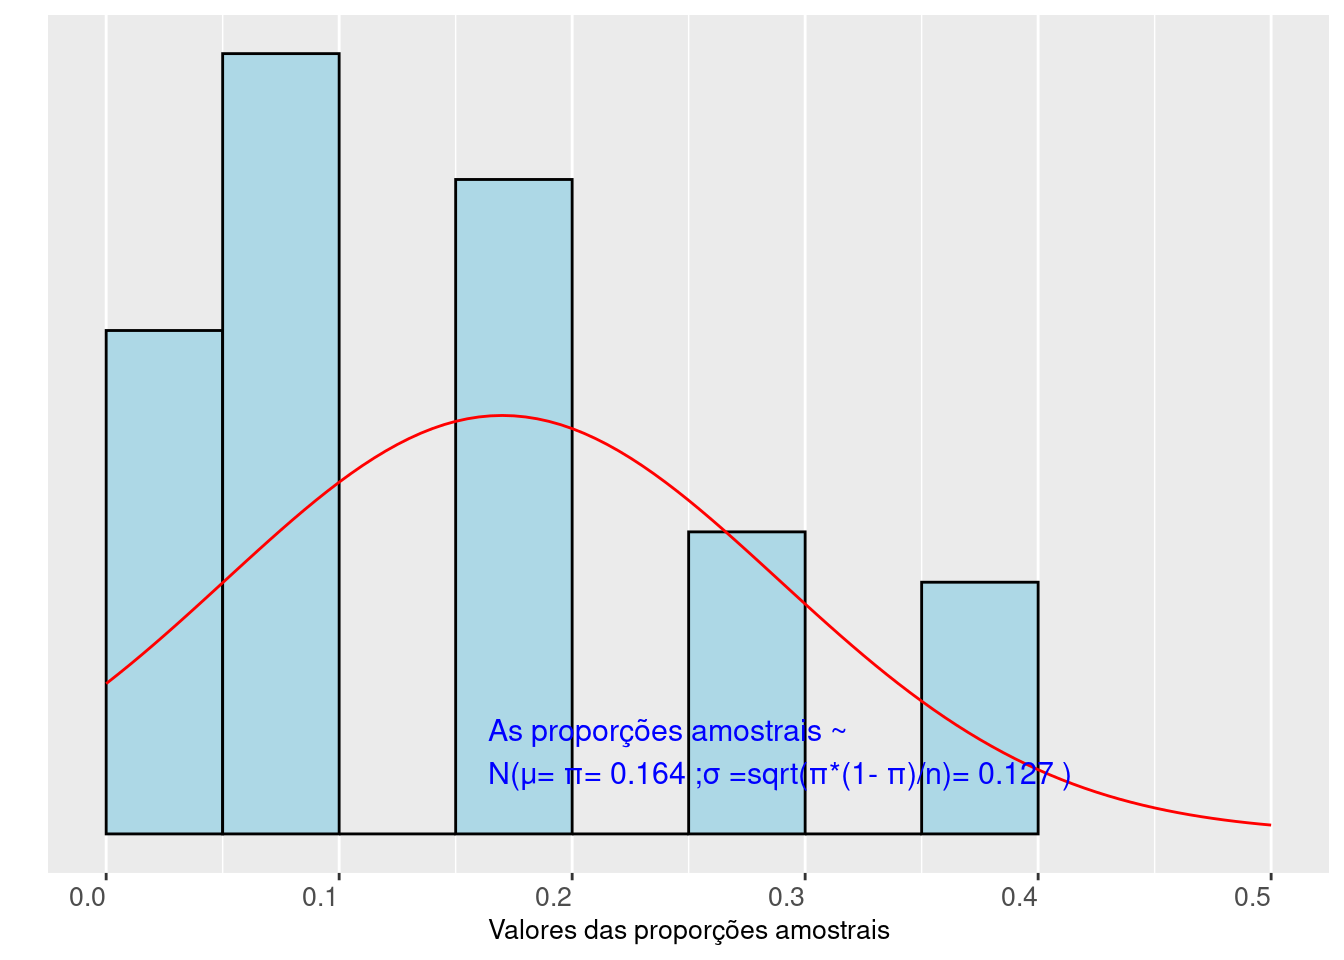 As proporções amostrais ~
N(μ= π= 0.164 ;σ =sqrt(π*(1- π)/n)= 0.127 )
0.0 0.1 0.2 0.3 0.4 0.5
Valores das proporções amostrais